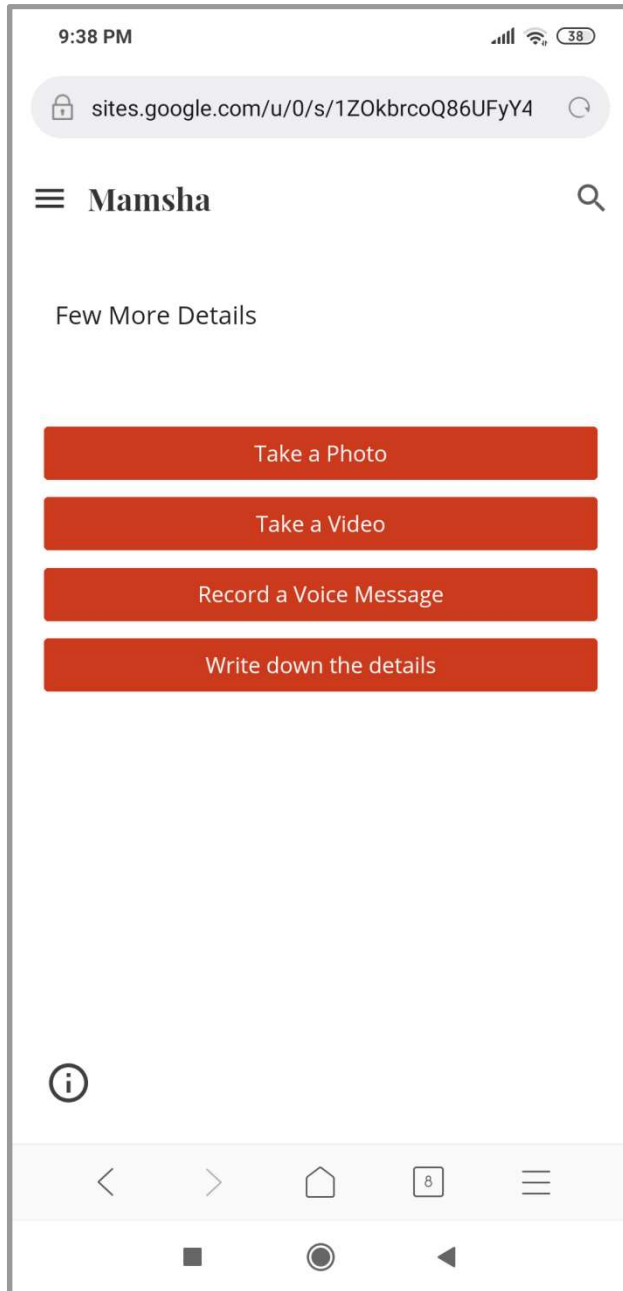 9:38 PM 38
sites.google.com/u/0/s/1ZOkbrcoQ86UFyY4
Mamsha
Few More Details
Take a Photo
Take a Video
Record a Voice Message
Write down the details
8